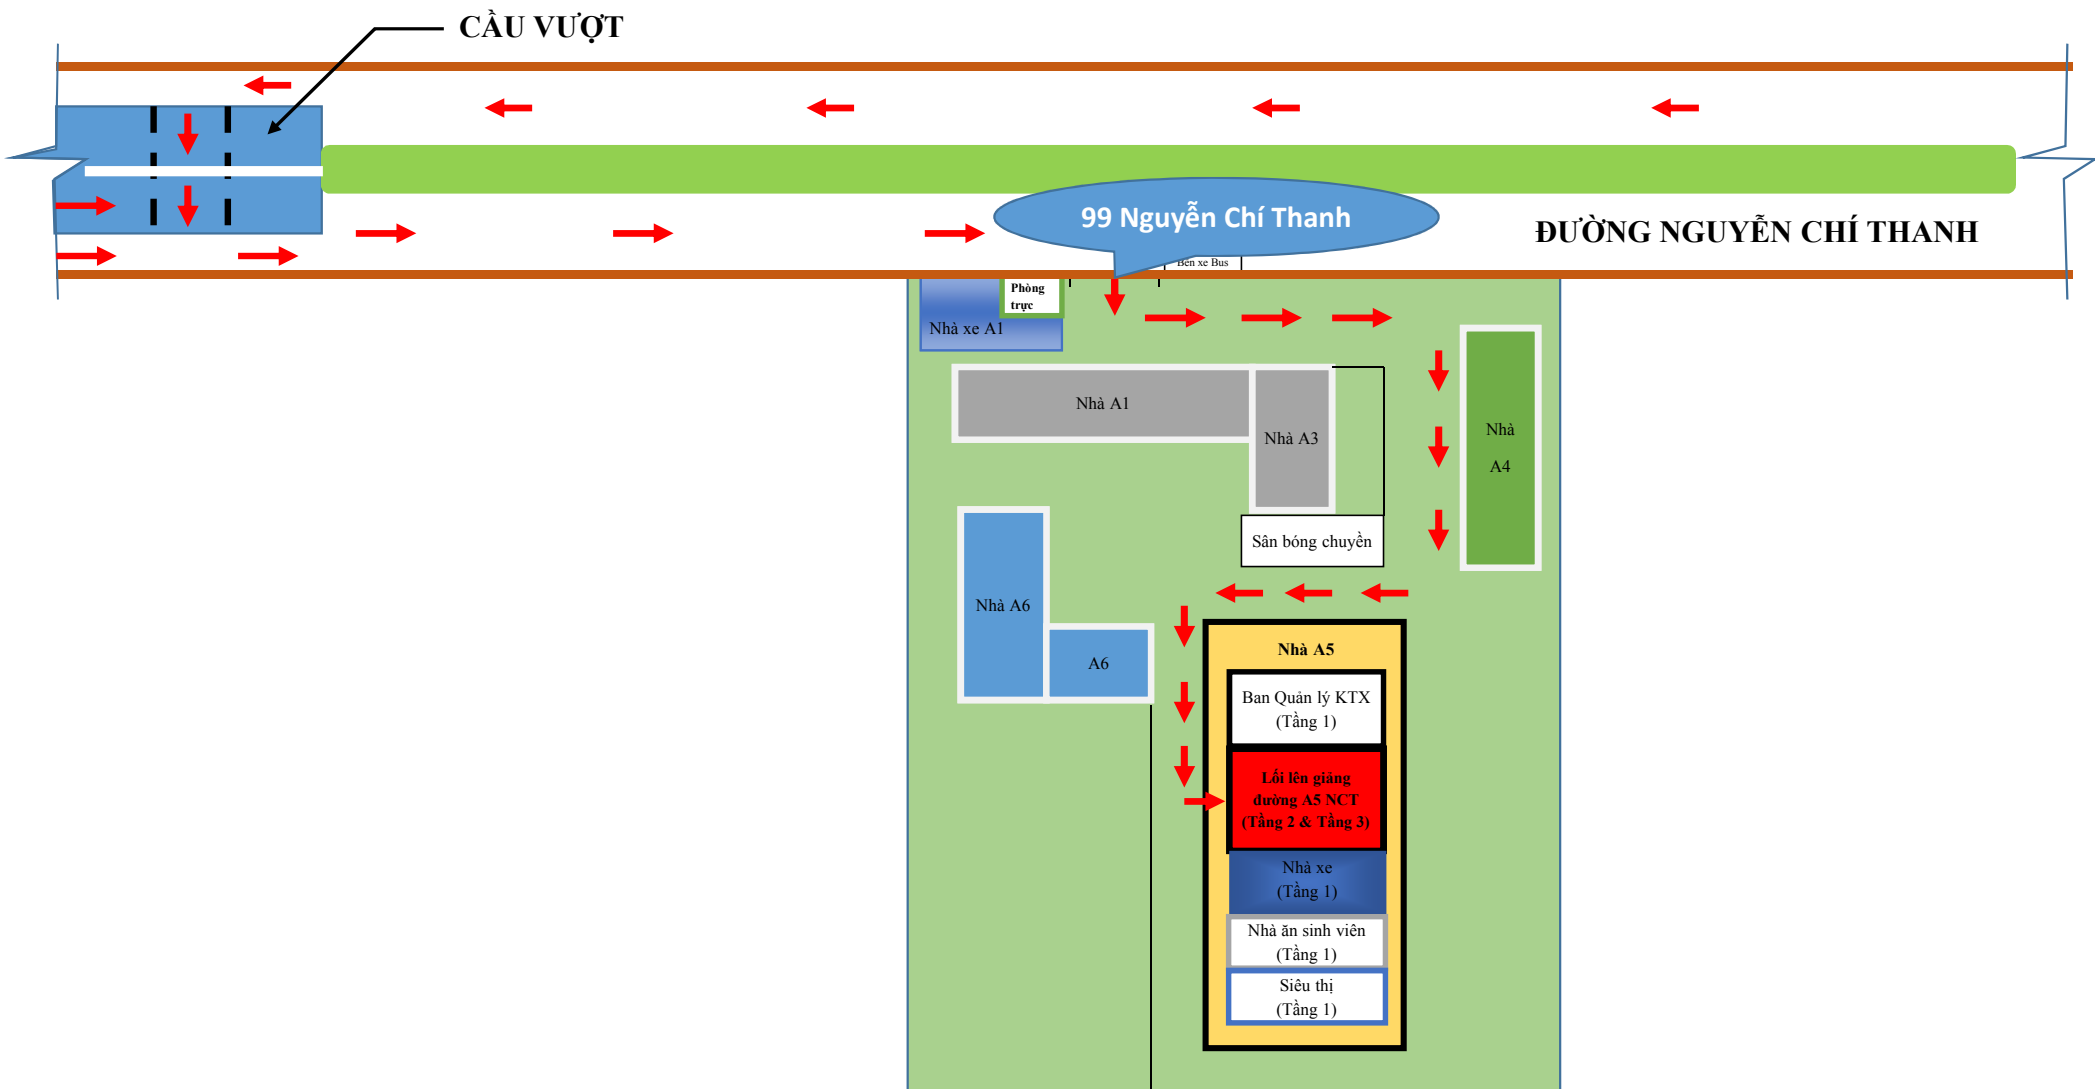 CẦU VƯỢT
99 Nguyễn Chí Thanh
ĐƯỜNG NGUYỄN CHÍ THANH
Bến xe Bus
Phòng
trực
Nhà xe A1
Nhà A1
Nhà A3
Nhà
A4
Sân bóng chuyền
Nhà A6
A6
Nhà A5
Ban Quản lý KTX
(Tầng 1)
Lối lên giảng
đường A5 NCT
(Tầng 2 & Tầng 3)
Nhà xe
(Tầng 1)
Nhà ăn sinh viên
(Tầng 1)
Siêu thị
(Tầng 1)